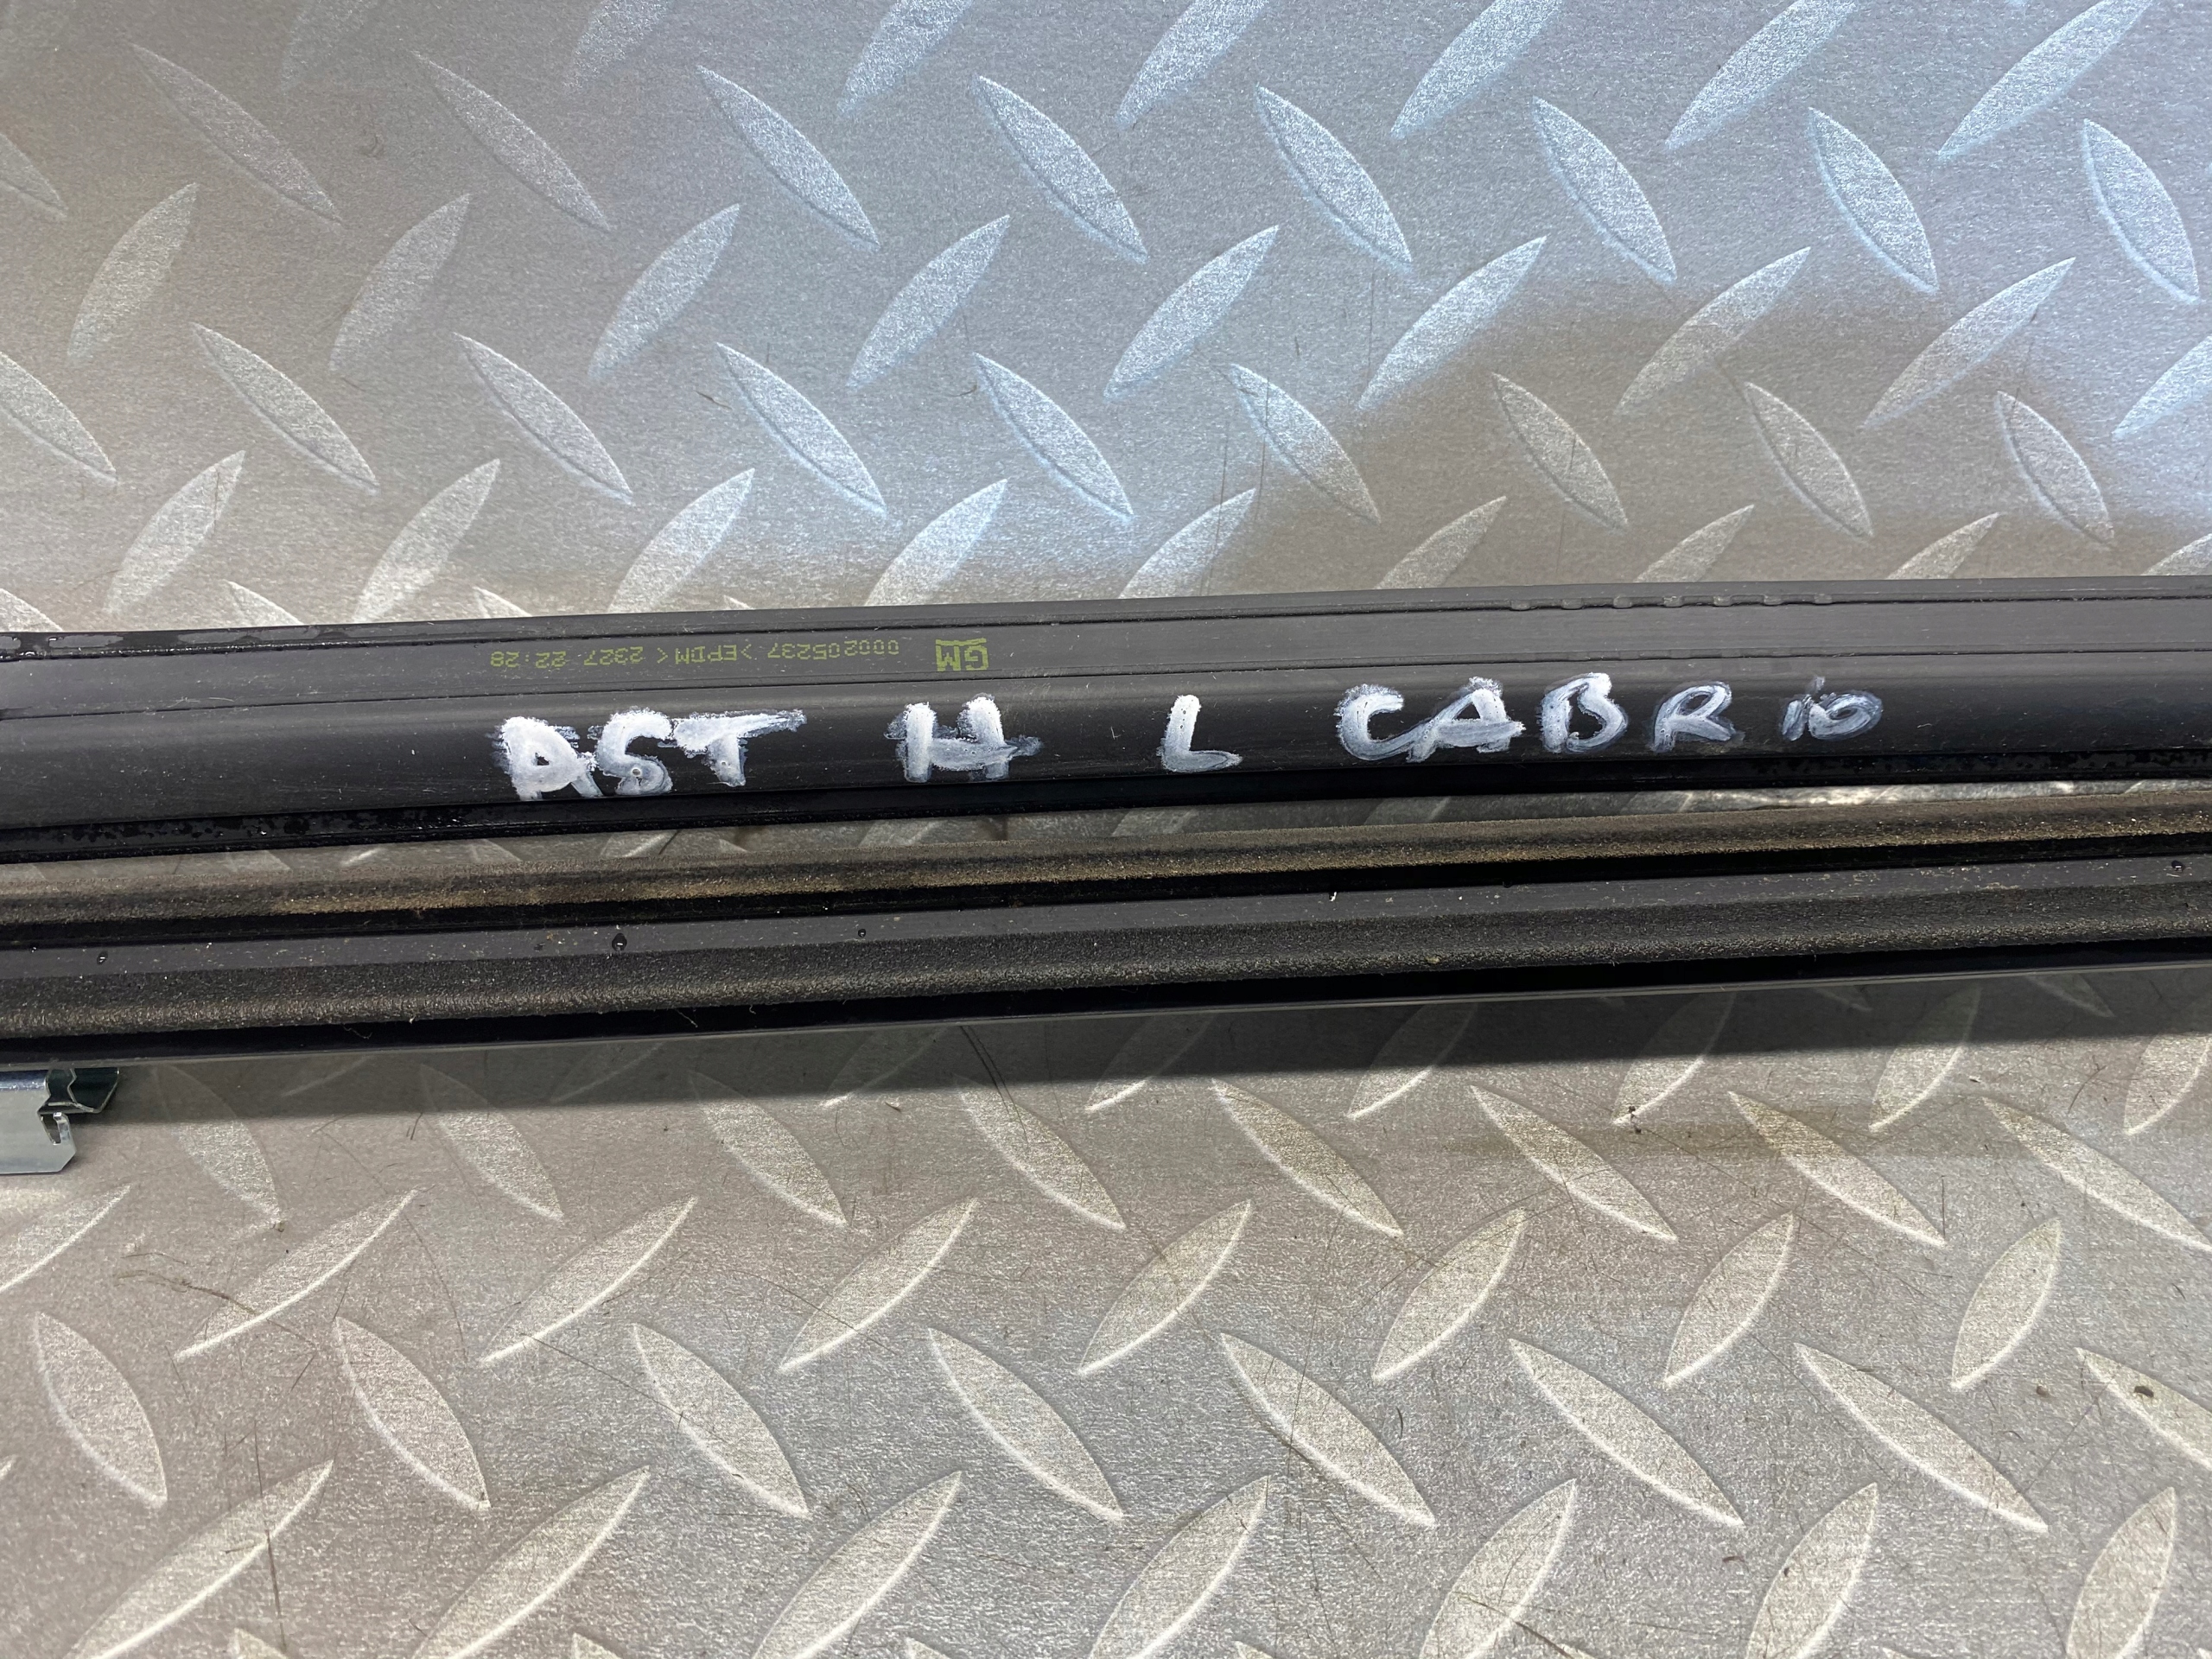 GM 000205237 >EPDM< 2327 22:28
AST H L CABRiO